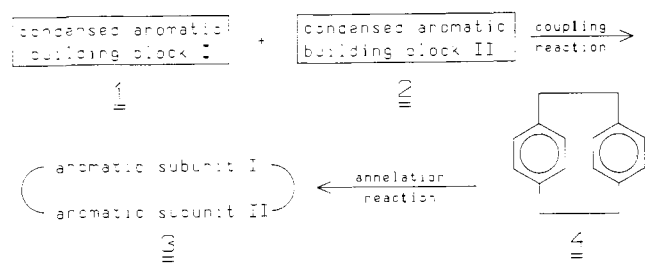 condensed aromatic
building block I
+
condensed aromatic
building block II
coupling
reaction
1
2
aromatic subunit I
aromatic subunit II
annelation
reaction
3
4